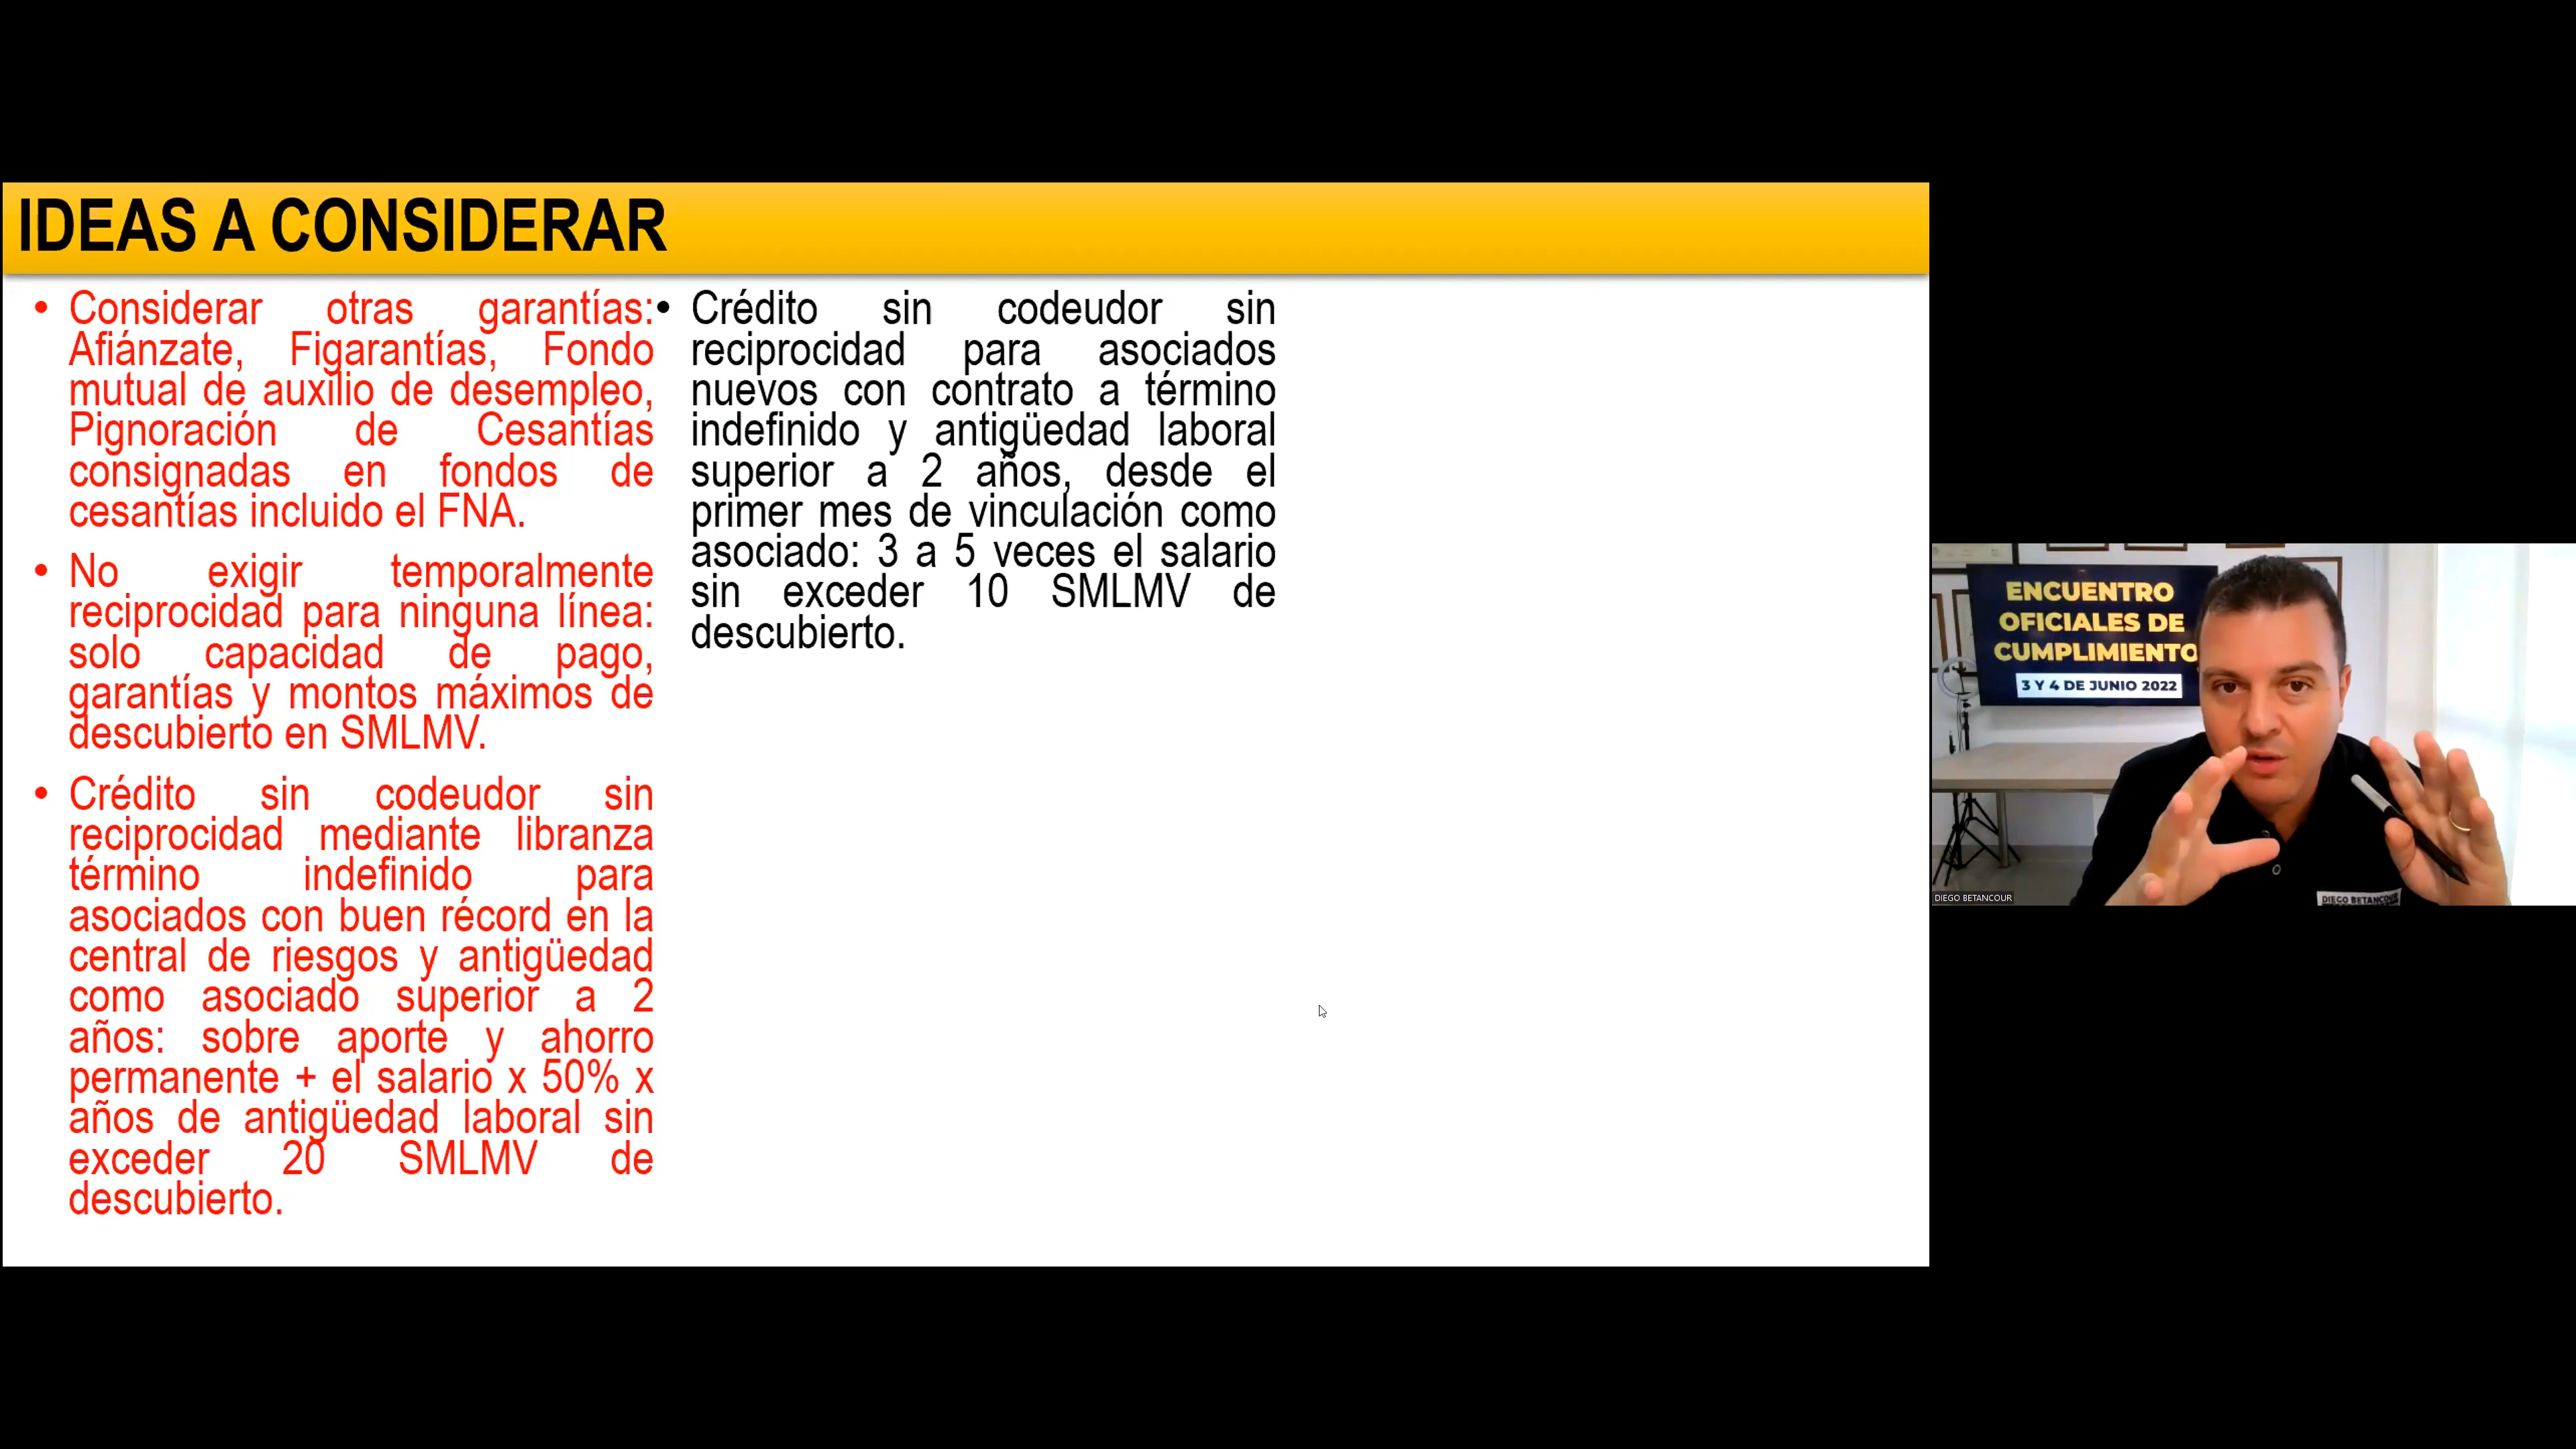 IDEAS A CONSIDERAR
• Considerar otras garantías:
Afiánzate, Figarantías, Fondo
mutual de auxilio de desempleo,
Pignoración de Cesantías
consignadas en fondos de
cesantías incluido el FNA.
• No exigir temporalmente
reciprocidad para ninguna línea:
solo capacidad de pago,
garantías y montos máximos de
descubierto en SMLMV.
• Crédito sin codeudor sin
reciprocidad mediante libranza
término indefinido para
asociados con buen récord en la
central de riesgos y antigüedad
como asociado superior a 2
años: sobre aporte y ahorro
permanente + el salario x 50% x
años de antigüedad laboral sin
exceder 20 SMLMV de
descubierto.
• Crédito sin codeudor sin
reciprocidad para asociados
nuevos con contrato a término
indefinido y antigüedad laboral
superior a 2 años, desde el
primer mes de vinculación como
asociado: 3 a 5 veces el salario
sin exceder 10 SMLMV de
descubierto.
ENCUENTRO
OFICIALES DE
CUMPLIMIENTO
3 Y 4 DE JUNIO 2022
DIEGO BETANCOUR
DIEGO BETANCOUR